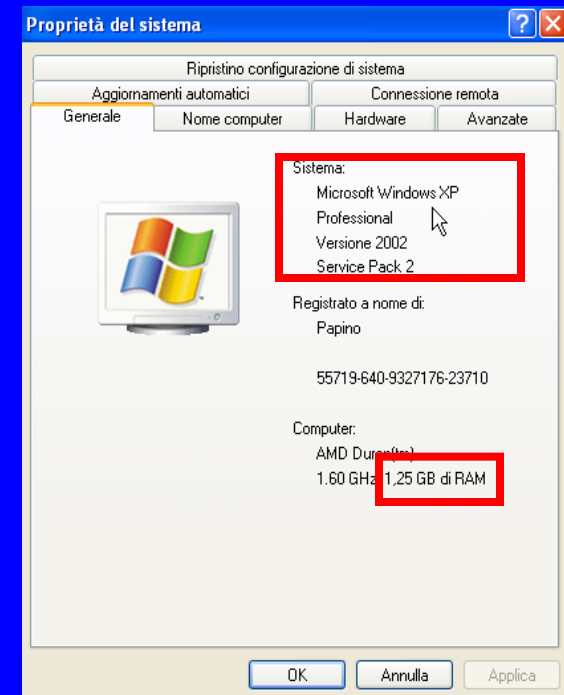 Proprietà del sistema
Ripristino configurazione di sistema
Aggiornamenti automatici Connessione remota
Generale Nome computer Hardware Avanzate
Sistema:
Microsoft Windows XP
Professional
Versione 2002
Service Pack 2
Registrato a nome di:
Papino
55719-640-9327176-23710
Computer:
AMD Duron(tm)
1.60 GHz 1,25 GB di RAM
OK Annulla Applica